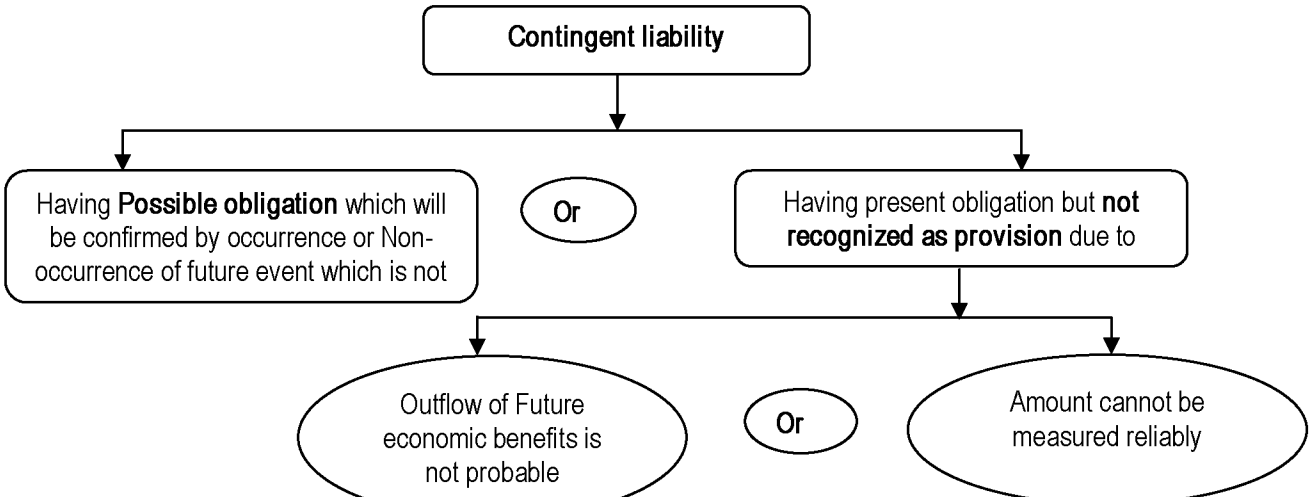 Contingent liability
Having Possible obligation which will
be confirmed by occurrence or Non-
occurrence of future event which is not
Or
Having present obligation but not
recognized as provision due to
Outflow of Future
economic benefits is
not probable
Or
Amount cannot be
measured reliably